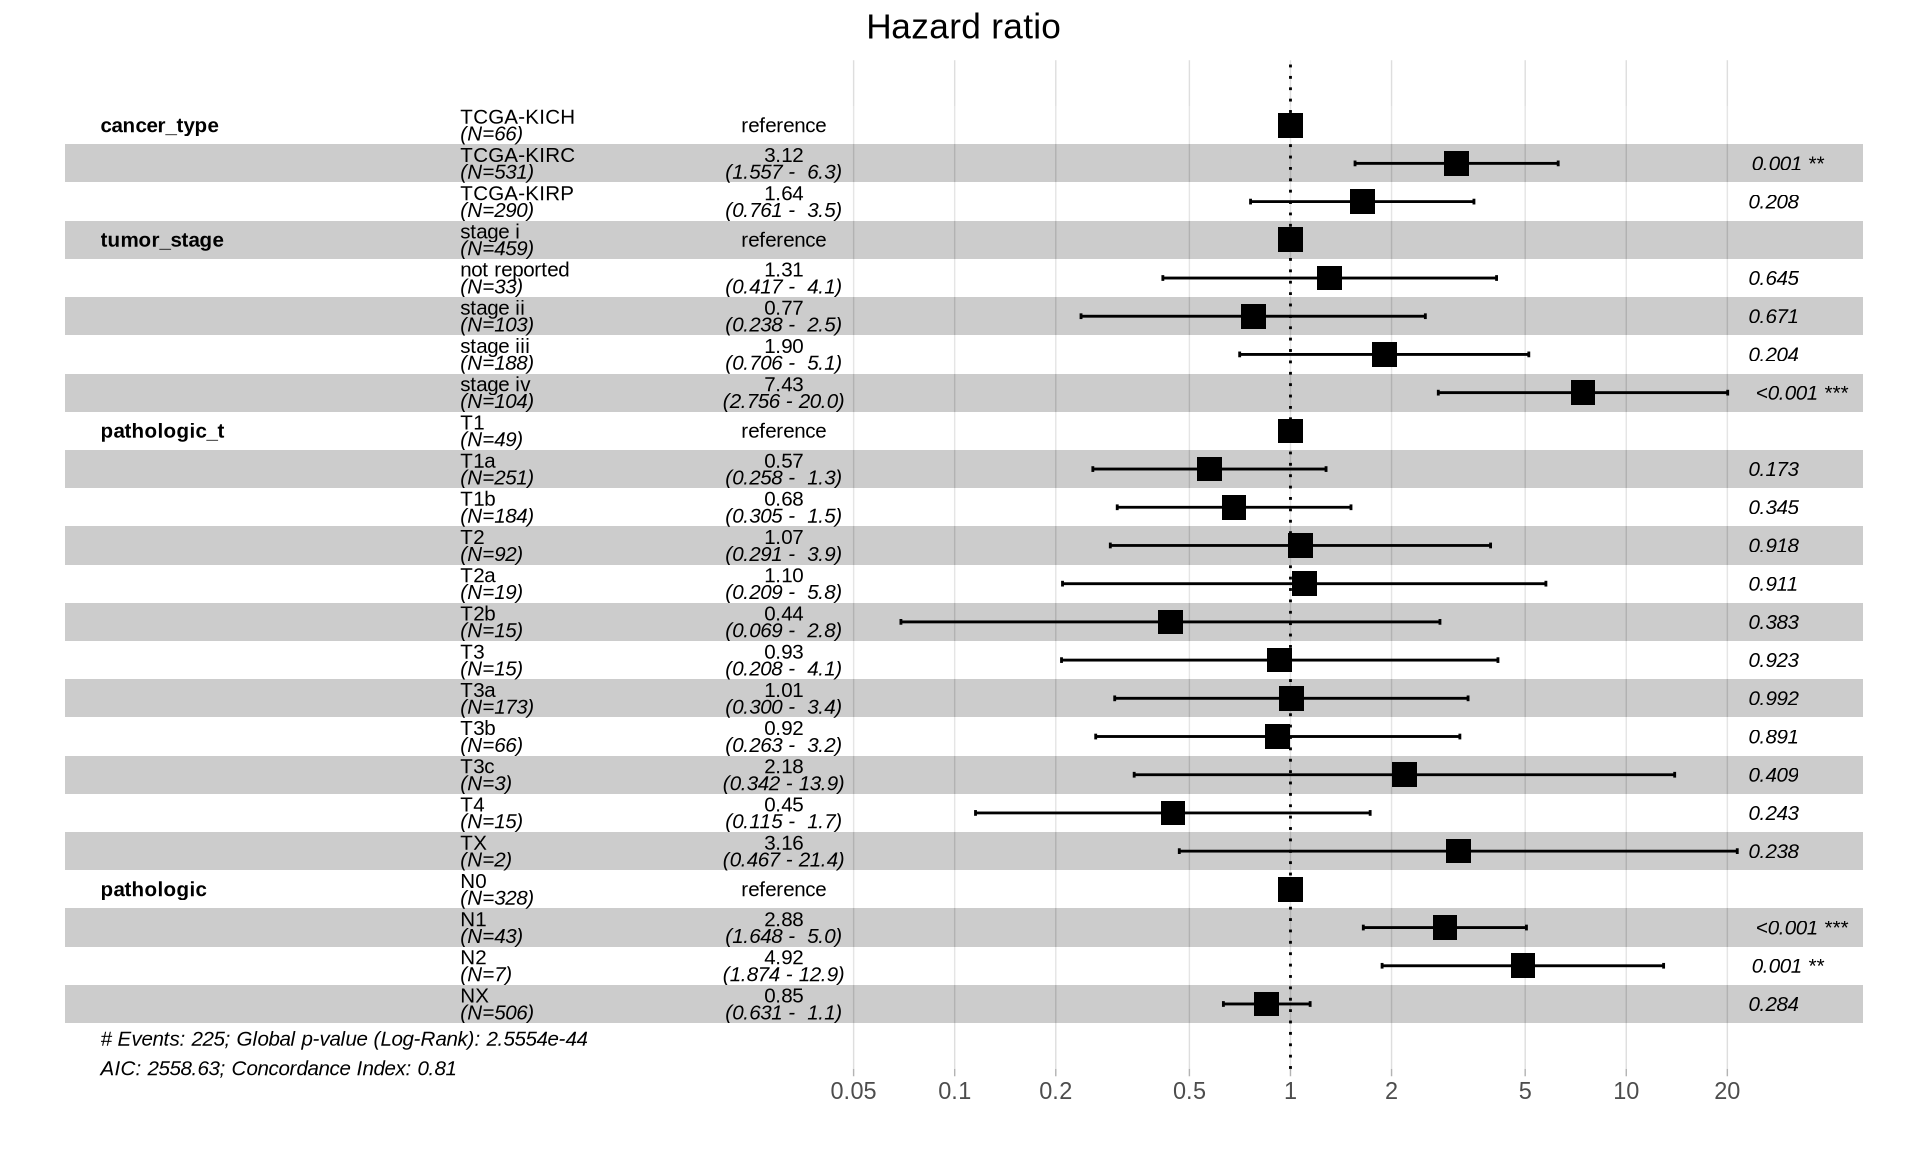 Hazard ratio
cancer_type TCGA-KICH (N=66) reference
TCGA-KIRC (N=531) 3.12 (1.557 - 6.3) 0.001 **
TCGA-KIRP (N=290) 1.64 (0.761 - 3.5) 0.208
tumor_stage stage i (N=459) reference
not reported (N=33) 1.31 (0.417 - 4.1) 0.645
stage ii (N=103) 0.77 (0.238 - 2.5) 0.671
stage iii (N=188) 1.90 (0.706 - 5.1) 0.204
stage iv (N=104) 7.43 (2.756 - 20.0) <0.001 ***
pathologic_t T1 (N=49) reference
T1a (N=251) 0.57 (0.258 - 1.3) 0.173
T1b (N=184) 0.68 (0.305 - 1.5) 0.345
T2 (N=92) 1.07 (0.291 - 3.9) 0.918
T2a (N=19) 1.10 (0.209 - 5.8) 0.911
T2b (N=15) 0.44 (0.069 - 2.8) 0.383
T3 (N=15) 0.93 (0.208 - 4.1) 0.923
T3a (N=173) 1.01 (0.300 - 3.4) 0.992
T3b (N=66) 0.92 (0.263 - 3.2) 0.891
T3c (N=3) 2.18 (0.342 - 13.9) 0.409
T4 (N=15) 0.45 (0.115 - 1.7) 0.243
TX (N=2) 3.16 (0.467 - 21.4) 0.238
pathologic N0 (N=328) reference
N1 (N=43) 2.88 (1.648 - 5.0) <0.001 ***
N2 (N=7) 4.92 (1.874 - 12.9) 0.001 **
NX (N=506) 0.85 (0.631 - 1.1) 0.284
# Events: 225; Global p-value (Log-Rank): 2.5554e-44
AIC: 2558.63; Concordance Index: 0.81
0.05 0.1 0.2 0.5 1 2 5 10 20